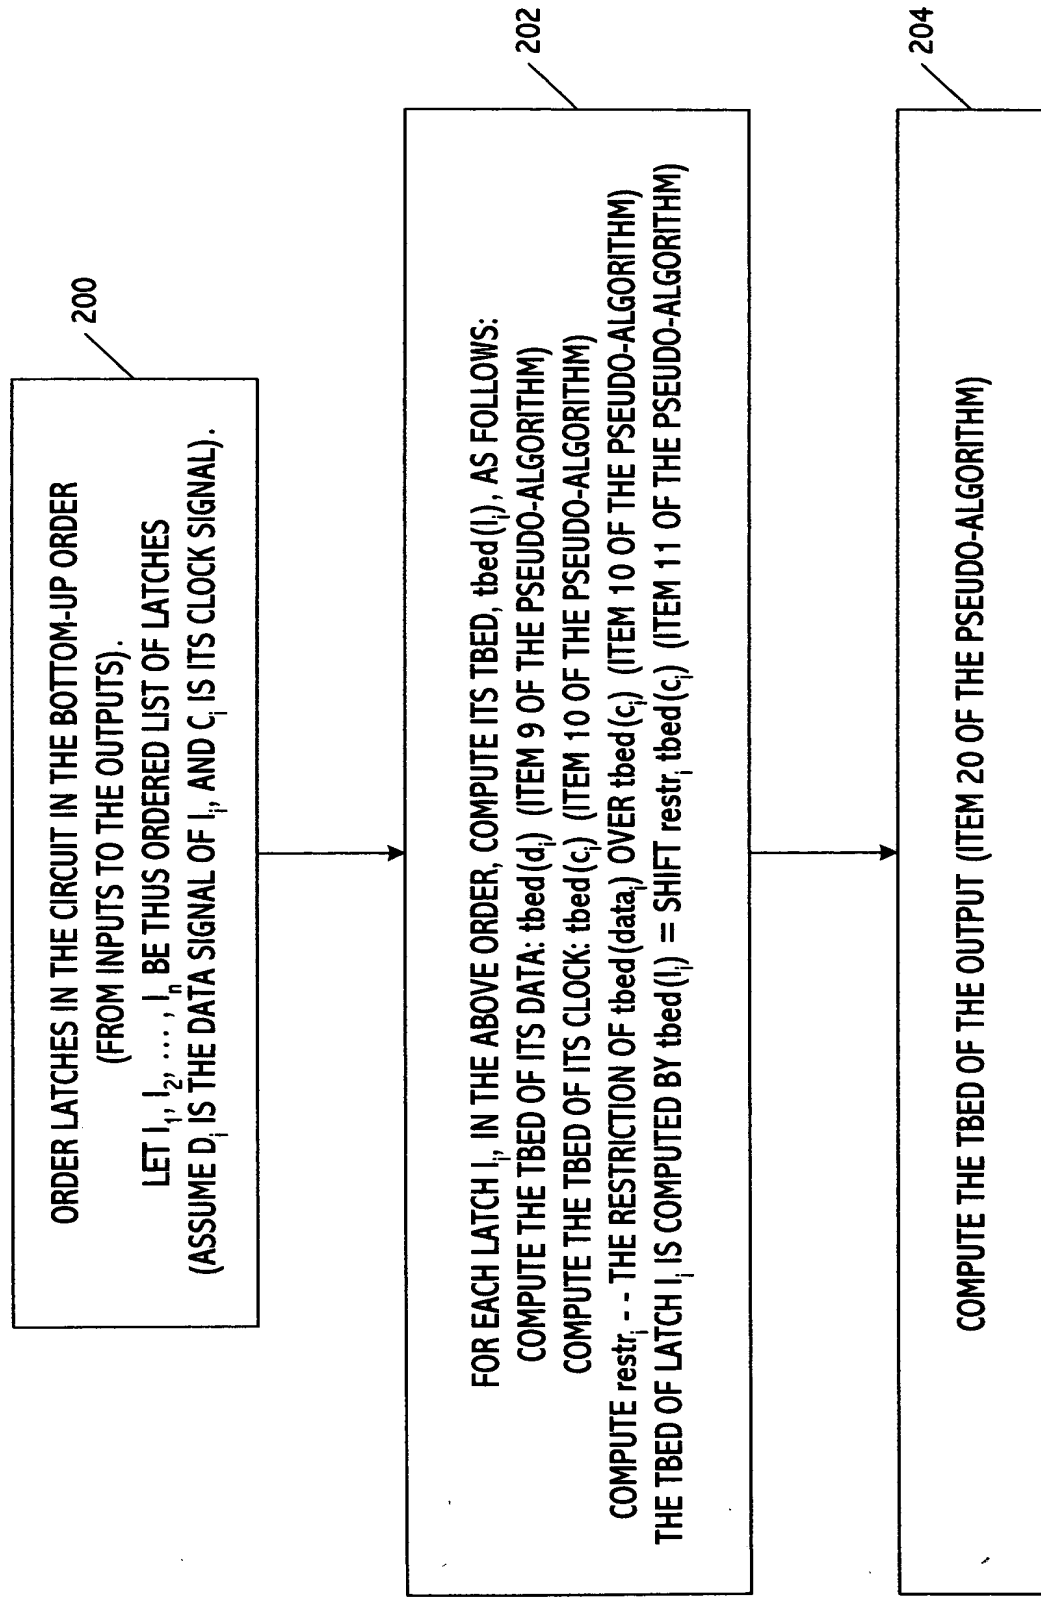 200
ORDER LATCHES IN THE CIRCUIT IN THE BOTTOM-UP ORDER
(FROM INPUTS TO THE OUTPUTS).
LET l₁, l₂, ..., lₙ BE THUS ORDERED LIST OF LATCHES
(ASSUME Dᵢ IS THE DATA SIGNAL OF lᵢ, AND Cᵢ IS ITS CLOCK SIGNAL).
202
FOR EACH LATCH lᵢ, IN THE ABOVE ORDER, COMPUTE ITS TBED, tbed(lᵢ), AS FOLLOWS:
COMPUTE THE TBED OF ITS DATA: tbed(dᵢ) (ITEM 9 OF THE PSEUDO-ALGORITHM)
COMPUTE THE TBED OF ITS CLOCK: tbed(cᵢ) (ITEM 10 OF THE PSEUDO-ALGORITHM)
COMPUTE restrᵢ - - THE RESTRICTION OF tbed(dataᵢ) OVER tbed(cᵢ) (ITEM 10 OF THE PSEUDO-ALGORITHM)
THE TBED OF LATCH lᵢ IS COMPUTED BY tbed(lᵢ) = SHIFT restrᵢ tbed(cᵢ) (ITEM 11 OF THE PSEUDO-ALGORITHM)
204
COMPUTE THE TBED OF THE OUTPUT (ITEM 20 OF THE PSEUDO-ALGORITHM)